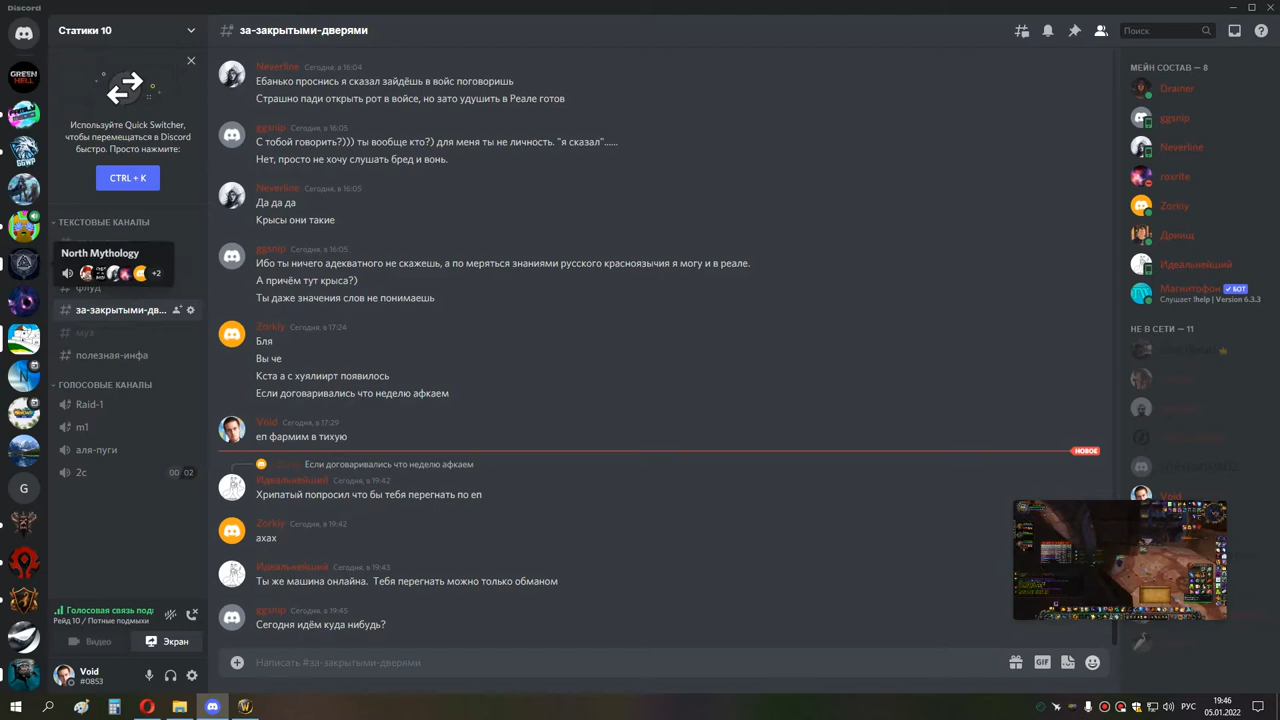 Discord
Статики 10
за-закрытыми-дверями
Поиск
Используйте Quick Switcher,
чтобы перемещаться в Discord
быстро. Просто нажмите:
CTRL + K
ТЕКСТОВЫЕ КАНАЛЫ
North Mythology
+2
флуд
за-закрытыми-дв...
муз
полезная-инфа
ГОЛОСОВЫЕ КАНАЛЫ
Raid-1
m1
аля-пуги
2с
00 02
Голосовая связь подк
Рейд 10 / Потные подмыхи
Видео
Экран
Void
#0853
GREEN
HELL
GGWP
G
Neverline Сегодня в 16:04
Ебанько проснись я сказал зайдёшь в войс поговоришь
Страшно пади открыть рот в войсе, но зато удушить в Реале готов
ggsnip Сегодня, в 16:05
С тобой говорить?))) ты вообще кто?) для меня ты не личность. "я сказал"......
Нет, просто не хочу слушать бред и вонь.
Neverline Сегодня, в 16:05
Да да да
Крысы они такие
ggsnip Сегодня, в 16:05
Ибо ты ничего адекватного не скажешь, а по меряться знаниями русского красноязычия я могу и в реале.
А причём тут крыса?)
Ты даже значения слов не понимаешь
Zorkiy Сегодня, в 17:24
Бля
Вы че
Кста а с хуялиирт появилось
Если договаривались что неделю афкаем
Void Сегодня, в 17:29
еп фармим в тихую
НОВОЕ
Если договаривались что неделю афкаем
Идеальнейший Сегодня, в 19:42
Хрипатый попросил что бы тебя перегнать по еп
Zorkiy Сегодня, в 19:42
ахах
Идеальнейший Сегодня, в 19:43
Ты же машина онлайна. Тебя перегнать можно только обманом
ggsnip Сегодня, в 19:45
Сегодня идём куда нибудь?
Написать #за-закрытыми-дверями
GIF
МЕЙН СОСТАВ — 8
Drainer
ggsnip
Neverline
roxrite
Zorkiy
Дриищ
Идеальнейший
Магнитофон БОТ
Слушает !help | Version 6.3.3
НЕ В СЕТИ — 11
Void
РУС
19:46
05.01.2022